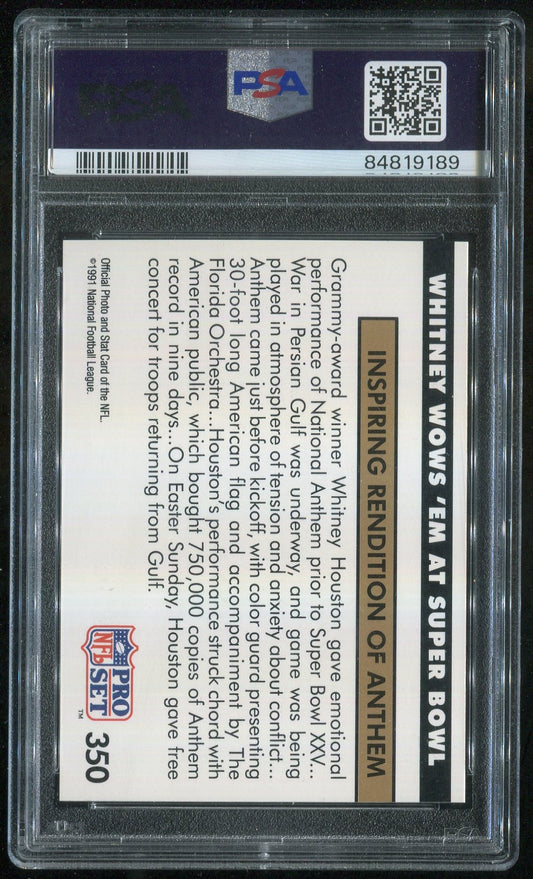 PSA
84819189
WHITNEY WOWS 'EM AT SUPER BOWL
INSPIRING RENDITION OF ANTHEM
Grammy-award winner Whitney Houston gave emotional
performance of National Anthem prior to Super Bowl XXV...
War in Persian Gulf was underway, and game was being
played in atmosphere of tension and anxiety about conflict...
Anthem came just before kickoff, with color guard presenting
30-foot long American flag and accompaniment by The
Florida Orchestra...Houston's performance struck chord with
American public, which bought 750,000 copies of Anthem
record in nine days...On Easter Sunday, Houston gave free
concert for troops returning from Gulf.
Official Photo and Stat Card of the NFL.
©1991 National Football League.
PRO
NFL
SET
™
350